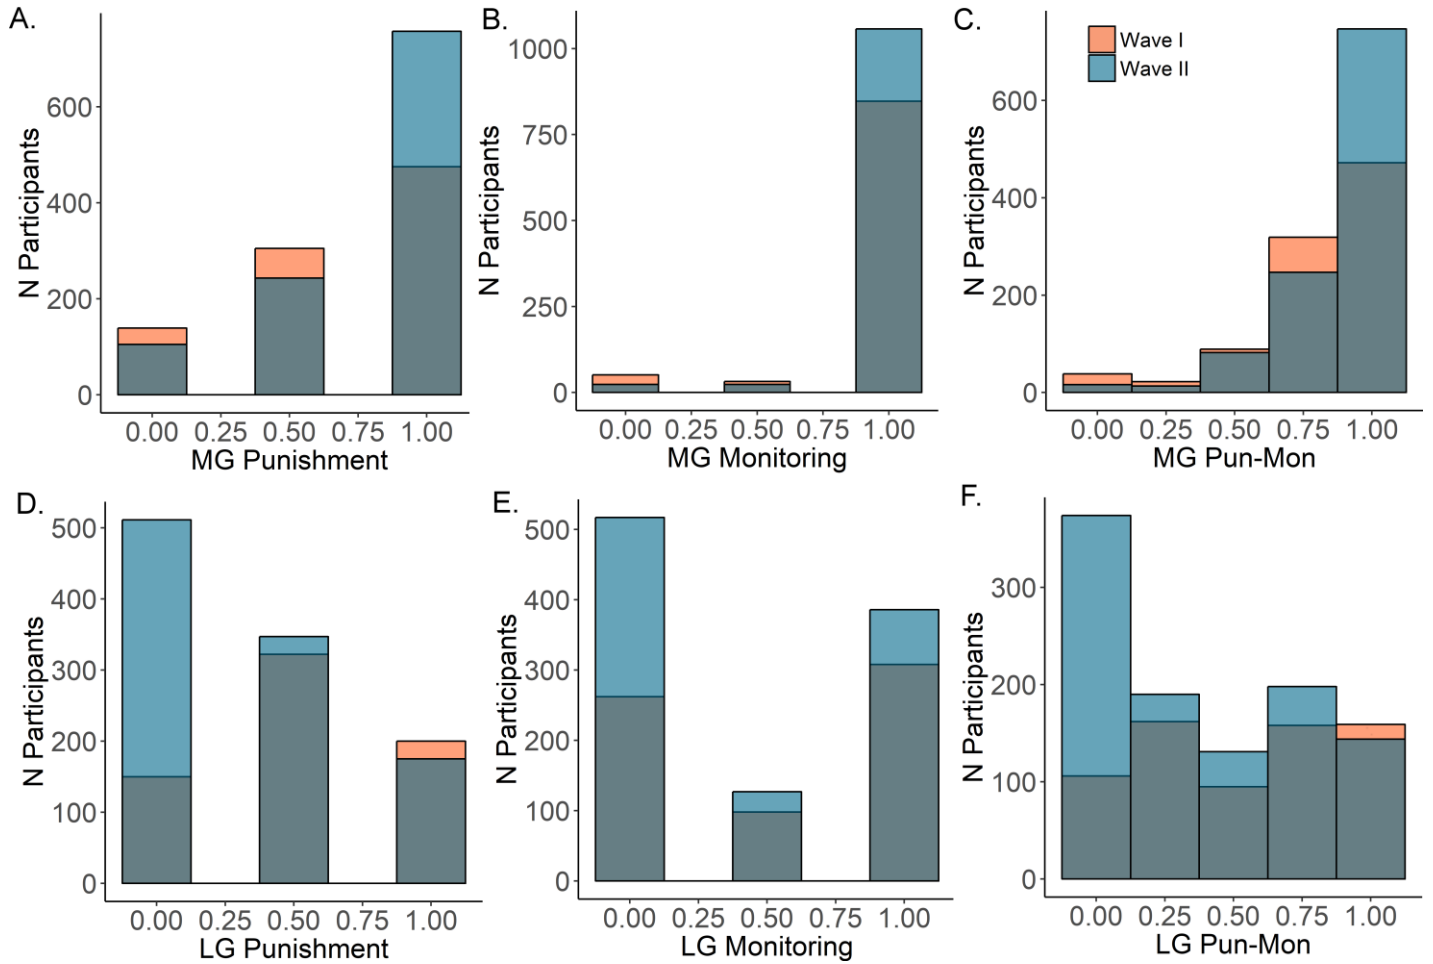 A.
N Participants
600
400
200
0
0.00 0.25 0.50 0.75 1.00
MG Punishment
B.
N Participants
1000
750
500
250
0
0.00 0.25 0.50 0.75 1.00
MG Monitoring
C.
Wave I
Wave II
N Participants
600
400
200
0
0.00 0.25 0.50 0.75 1.00
MG Pun-Mon
D.
N Participants
500
400
300
200
100
0
0.00 0.25 0.50 0.75 1.00
LG Punishment
E.
N Participants
500
400
300
200
100
0
0.00 0.25 0.50 0.75 1.00
LG Monitoring
F.
N Participants
300
200
100
0
0.00 0.25 0.50 0.75 1.00
LG Pun-Mon